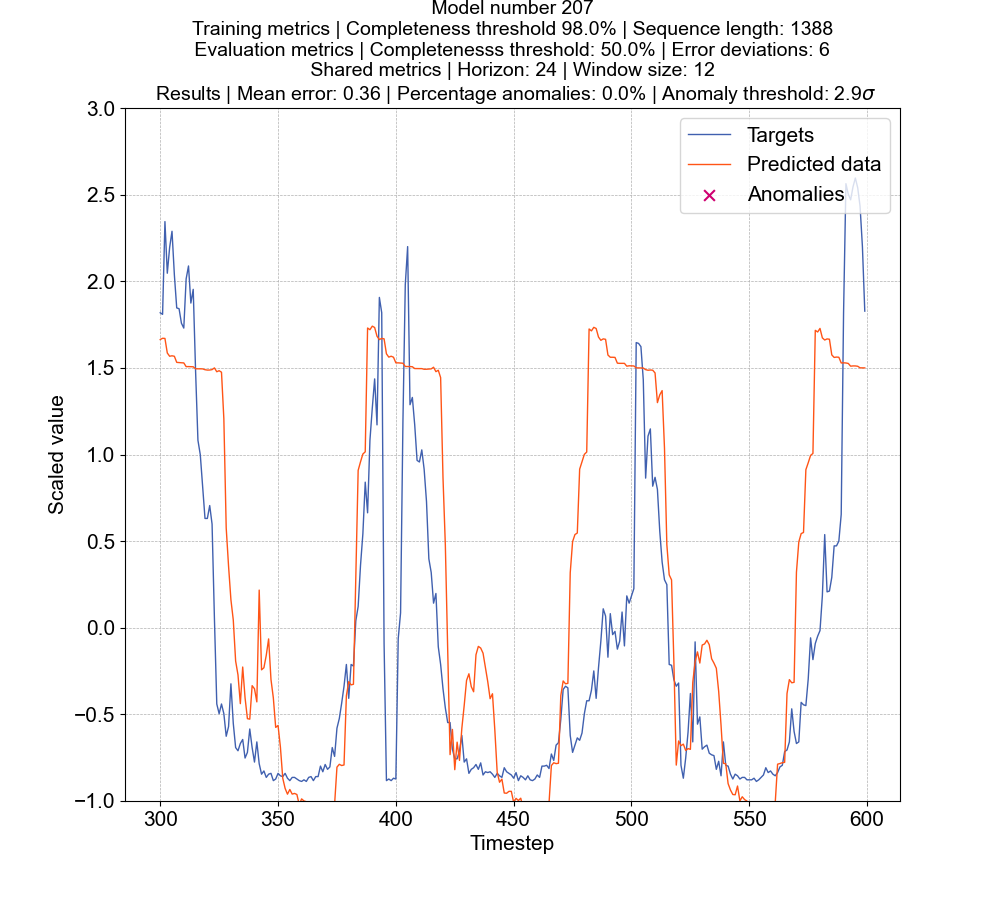 Model number 207
Training metrics | Completeness threshold 98.0% | Sequence length: 1388
Evaluation metrics | Completenesss threshold: 50.0% | Error deviations: 6
Shared metrics | Horizon: 24 | Window size: 12
Results | Mean error: 0.36 | Percentage anomalies: 0.0% | Anomaly threshold: 2.9σ
3.0
2.5
2.0
1.5
1.0
0.5
0.0
−0.5
−1.0
Scaled value
Targets
Predicted data
Anomalies
300 350 400 450 500 550 600
Timestep